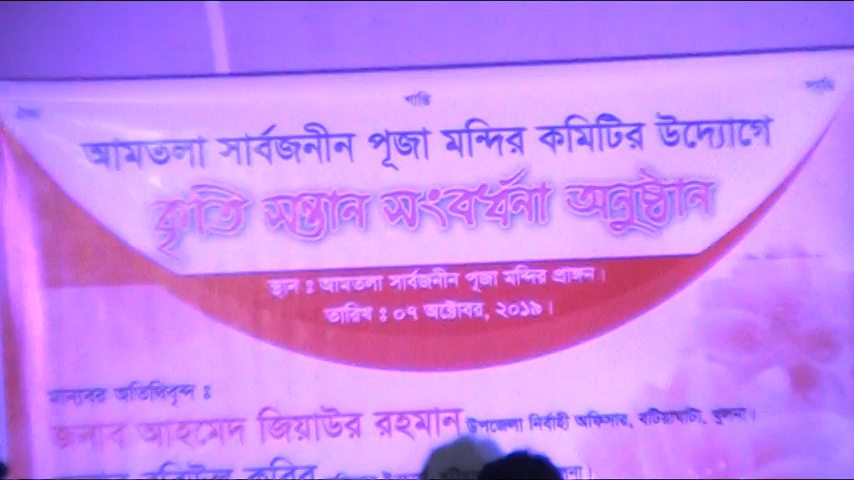 শান্তি
আমতলা সার্বজনীন পূজা মন্দির কমিটির উদ্যোগে
কৃতি সন্তান সংবর্ধনা অনুষ্ঠান
স্থান : আমতলা সার্বজনীন পূজা মন্দির প্রাঙ্গন।
তারিখ : ০৭ অক্টোবর, ২০১৯।
মান্যবর অতিথিবৃন্দ :
জনাব আহমেদ জিয়াউর রহমান উপজেলা নির্বাহী অফিসার, বটিয়াঘাটা, খুলনা।